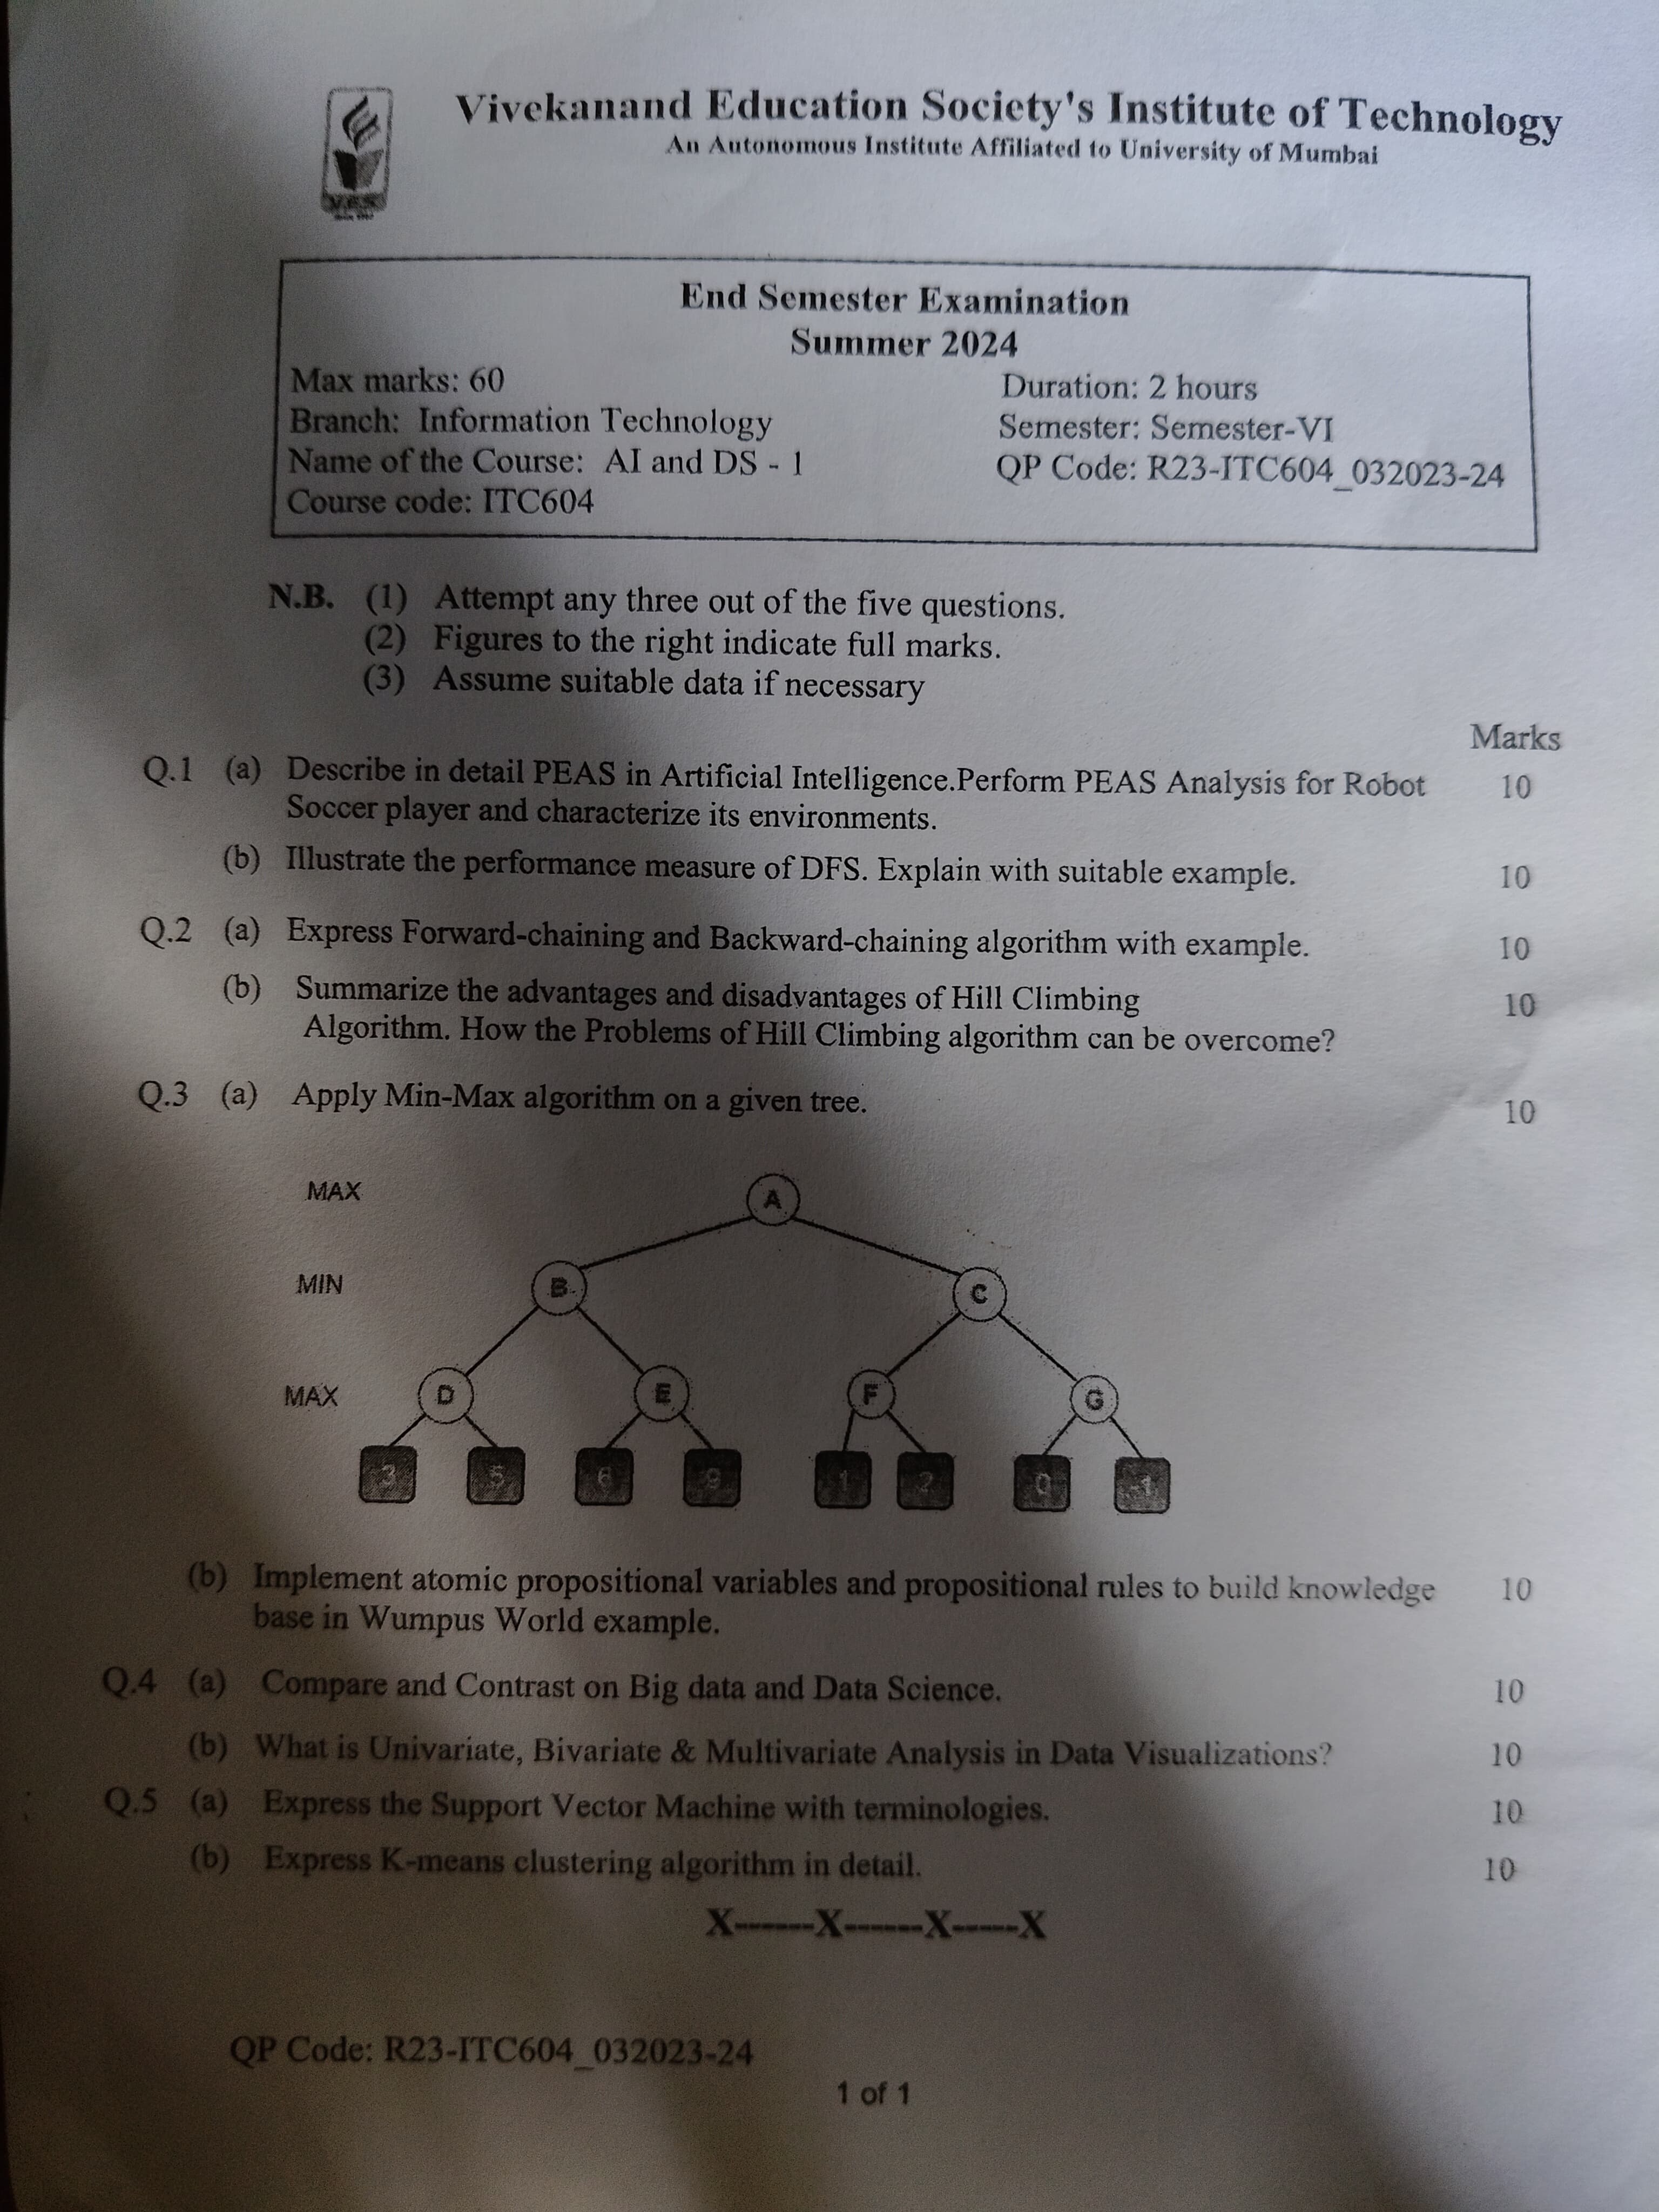 Vivekanand Education Society's Institute of Technology
An Autonomous Institute Affiliated to University of Mumbai
V.E.S.
End Semester Examination
Summer 2024
Max marks: 60 Duration: 2 hours
Branch: Information Technology Semester: Semester-VI
Name of the Course: AI and DS - 1 QP Code: R23-ITC604_032023-24
Course code: ITC604
N.B. (1) Attempt any three out of the five questions.
(2) Figures to the right indicate full marks.
(3) Assume suitable data if necessary
Marks
Q.1 (a) Describe in detail PEAS in Artificial Intelligence.Perform PEAS Analysis for Robot 10
Soccer player and characterize its environments.
(b) Illustrate the performance measure of DFS. Explain with suitable example. 10
Q.2 (a) Express Forward-chaining and Backward-chaining algorithm with example. 10
(b) Summarize the advantages and disadvantages of Hill Climbing 10
Algorithm. How the Problems of Hill Climbing algorithm can be overcome?
Q.3 (a) Apply Min-Max algorithm on a given tree. 10
MAX A
MIN B C
MAX D E F G
3 5 6 9 1 2 0 -1
(b) Implement atomic propositional variables and propositional rules to build knowledge 10
base in Wumpus World example.
Q.4 (a) Compare and Contrast on Big data and Data Science. 10
(b) What is Univariate, Bivariate & Multivariate Analysis in Data Visualizations? 10
Q.5 (a) Express the Support Vector Machine with terminologies. 10
(b) Express K-means clustering algorithm in detail. 10
X------X------X-----X
QP Code: R23-ITC604_032023-24
1 of 1